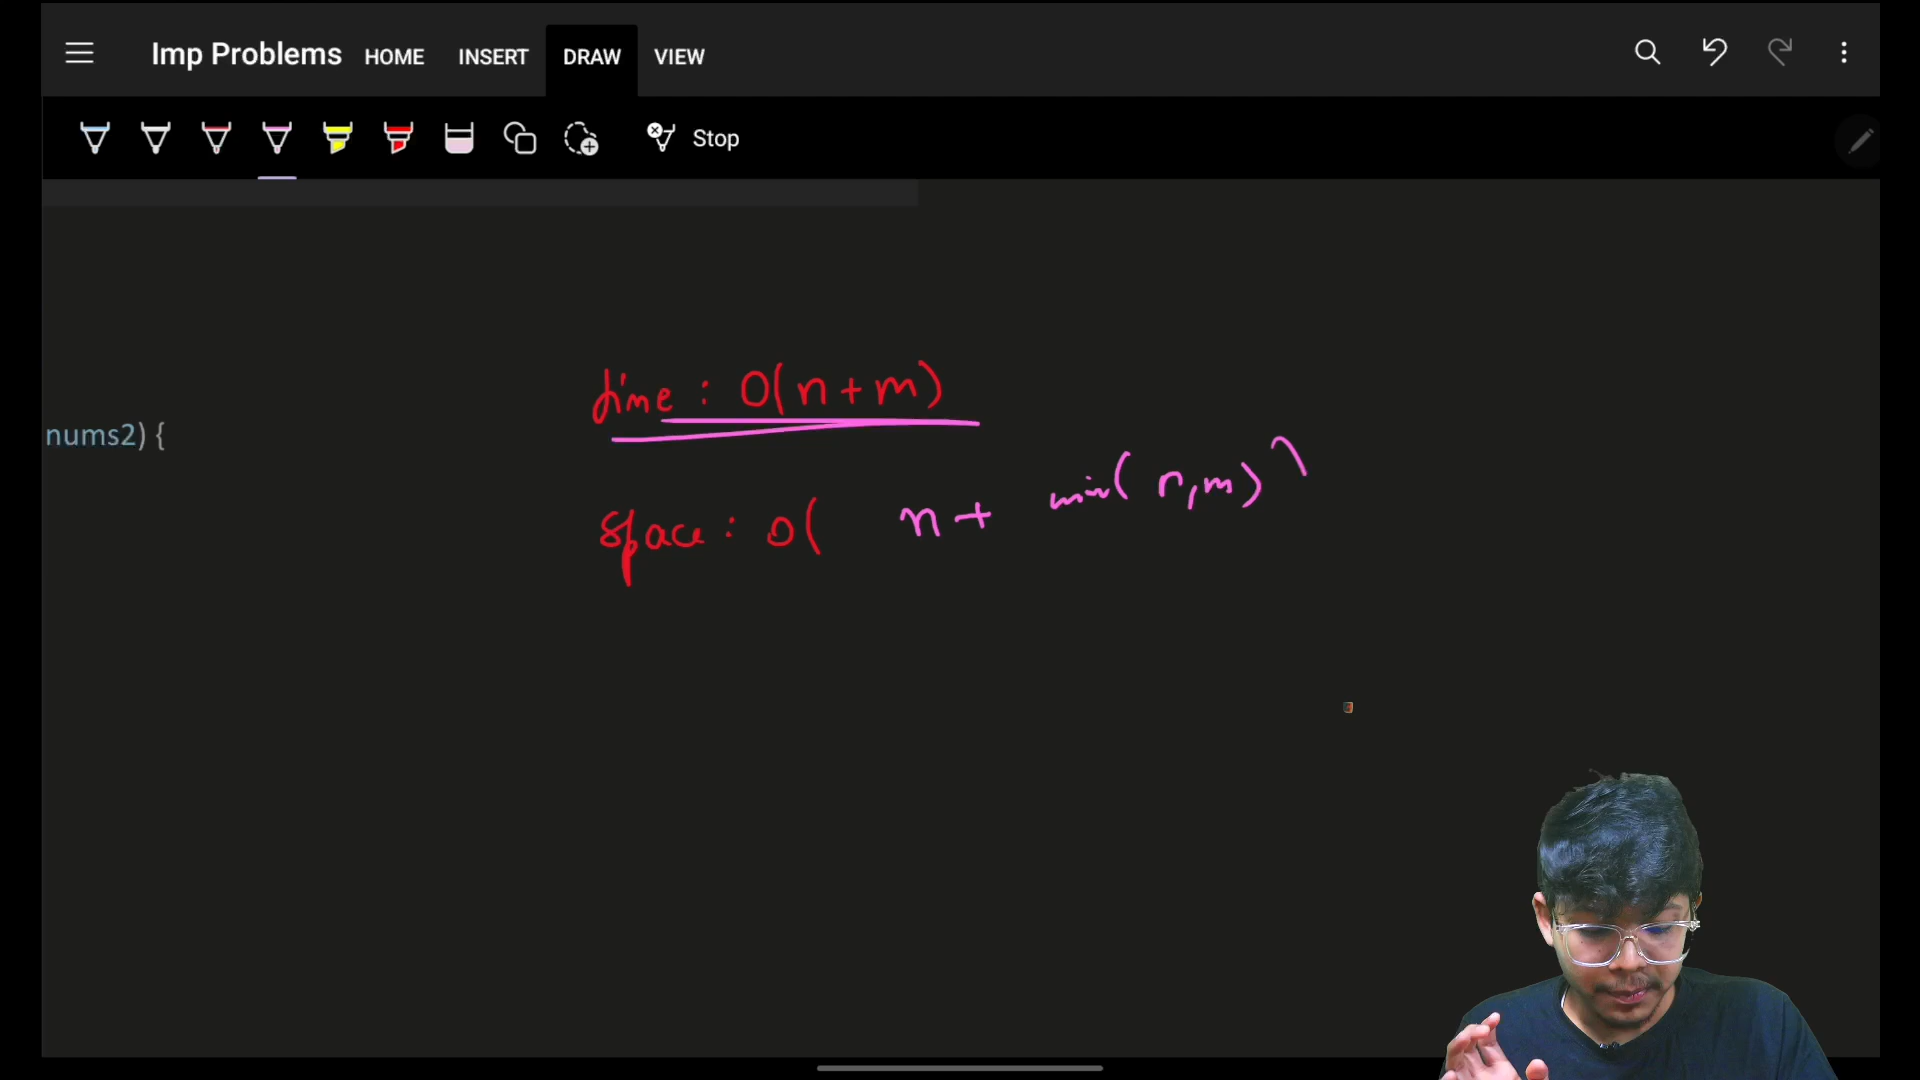 Imp Problems HOME INSERT DRAW VIEW
Stop
time : O(n+m)
nums2) {
space : O( n + min( n,m) )